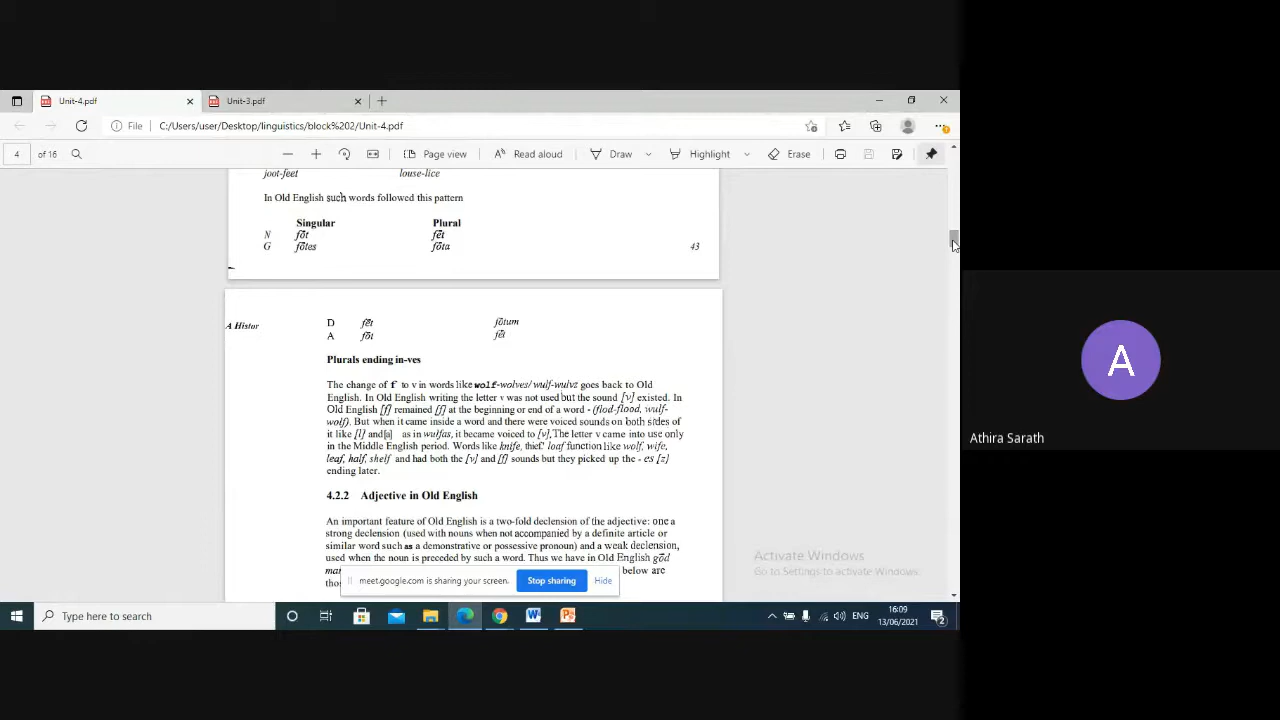 Unit-4.pdf
Unit-3.pdf
File C:/Users/user/Desktop/linguistics/block%202/Unit-4.pdf
4 of 16 Page view Read aloud Draw Highlight Erase
joot-feet louse-lice
In Old English such words followed this pattern
Singular Plural
N fōt fēt
G fōtes fōta
43
D fēt fōtum
A Histor
A fōt fēt
Plurals ending in-ves
The change of f to v in words like wolf-wolves/ wulf-wulvz goes back to Old
English. In Old English writing the letter v was not used but the sound [v] existed. In
Old English [f] remained [f] at the beginning or end of a word - (flod-flood, wulf-
wolf). But when it came inside a word and there were voiced sounds on both sides of
it like [l] and[a] as in wulfas, it became voiced to [v]. The letter v came into use only
in the Middle English period. Words like knife, thief.' loaf function like wolf, wife,
leaf, half, shelf and had both the [v] and [f] sounds but they picked up the - es [z]
ending later.
4.2.2 Adjective in Old English
An important feature of Old English is a two-fold declension of the adjective: one a
strong declension (used with nouns when not accompanied by a definite article or
similar word such as a demonstrative or possessive pronoun) and a weak declension,
used when the noun is preceded by such a word. Thus we have in Old English gōd
below are
meet.google.com is sharing your screen. Stop sharing Hide
Activate Windows
Go to Settings to activate Windows.
A
Athira Sarath
Type here to search
ENG
16:09
13/06/2021
2